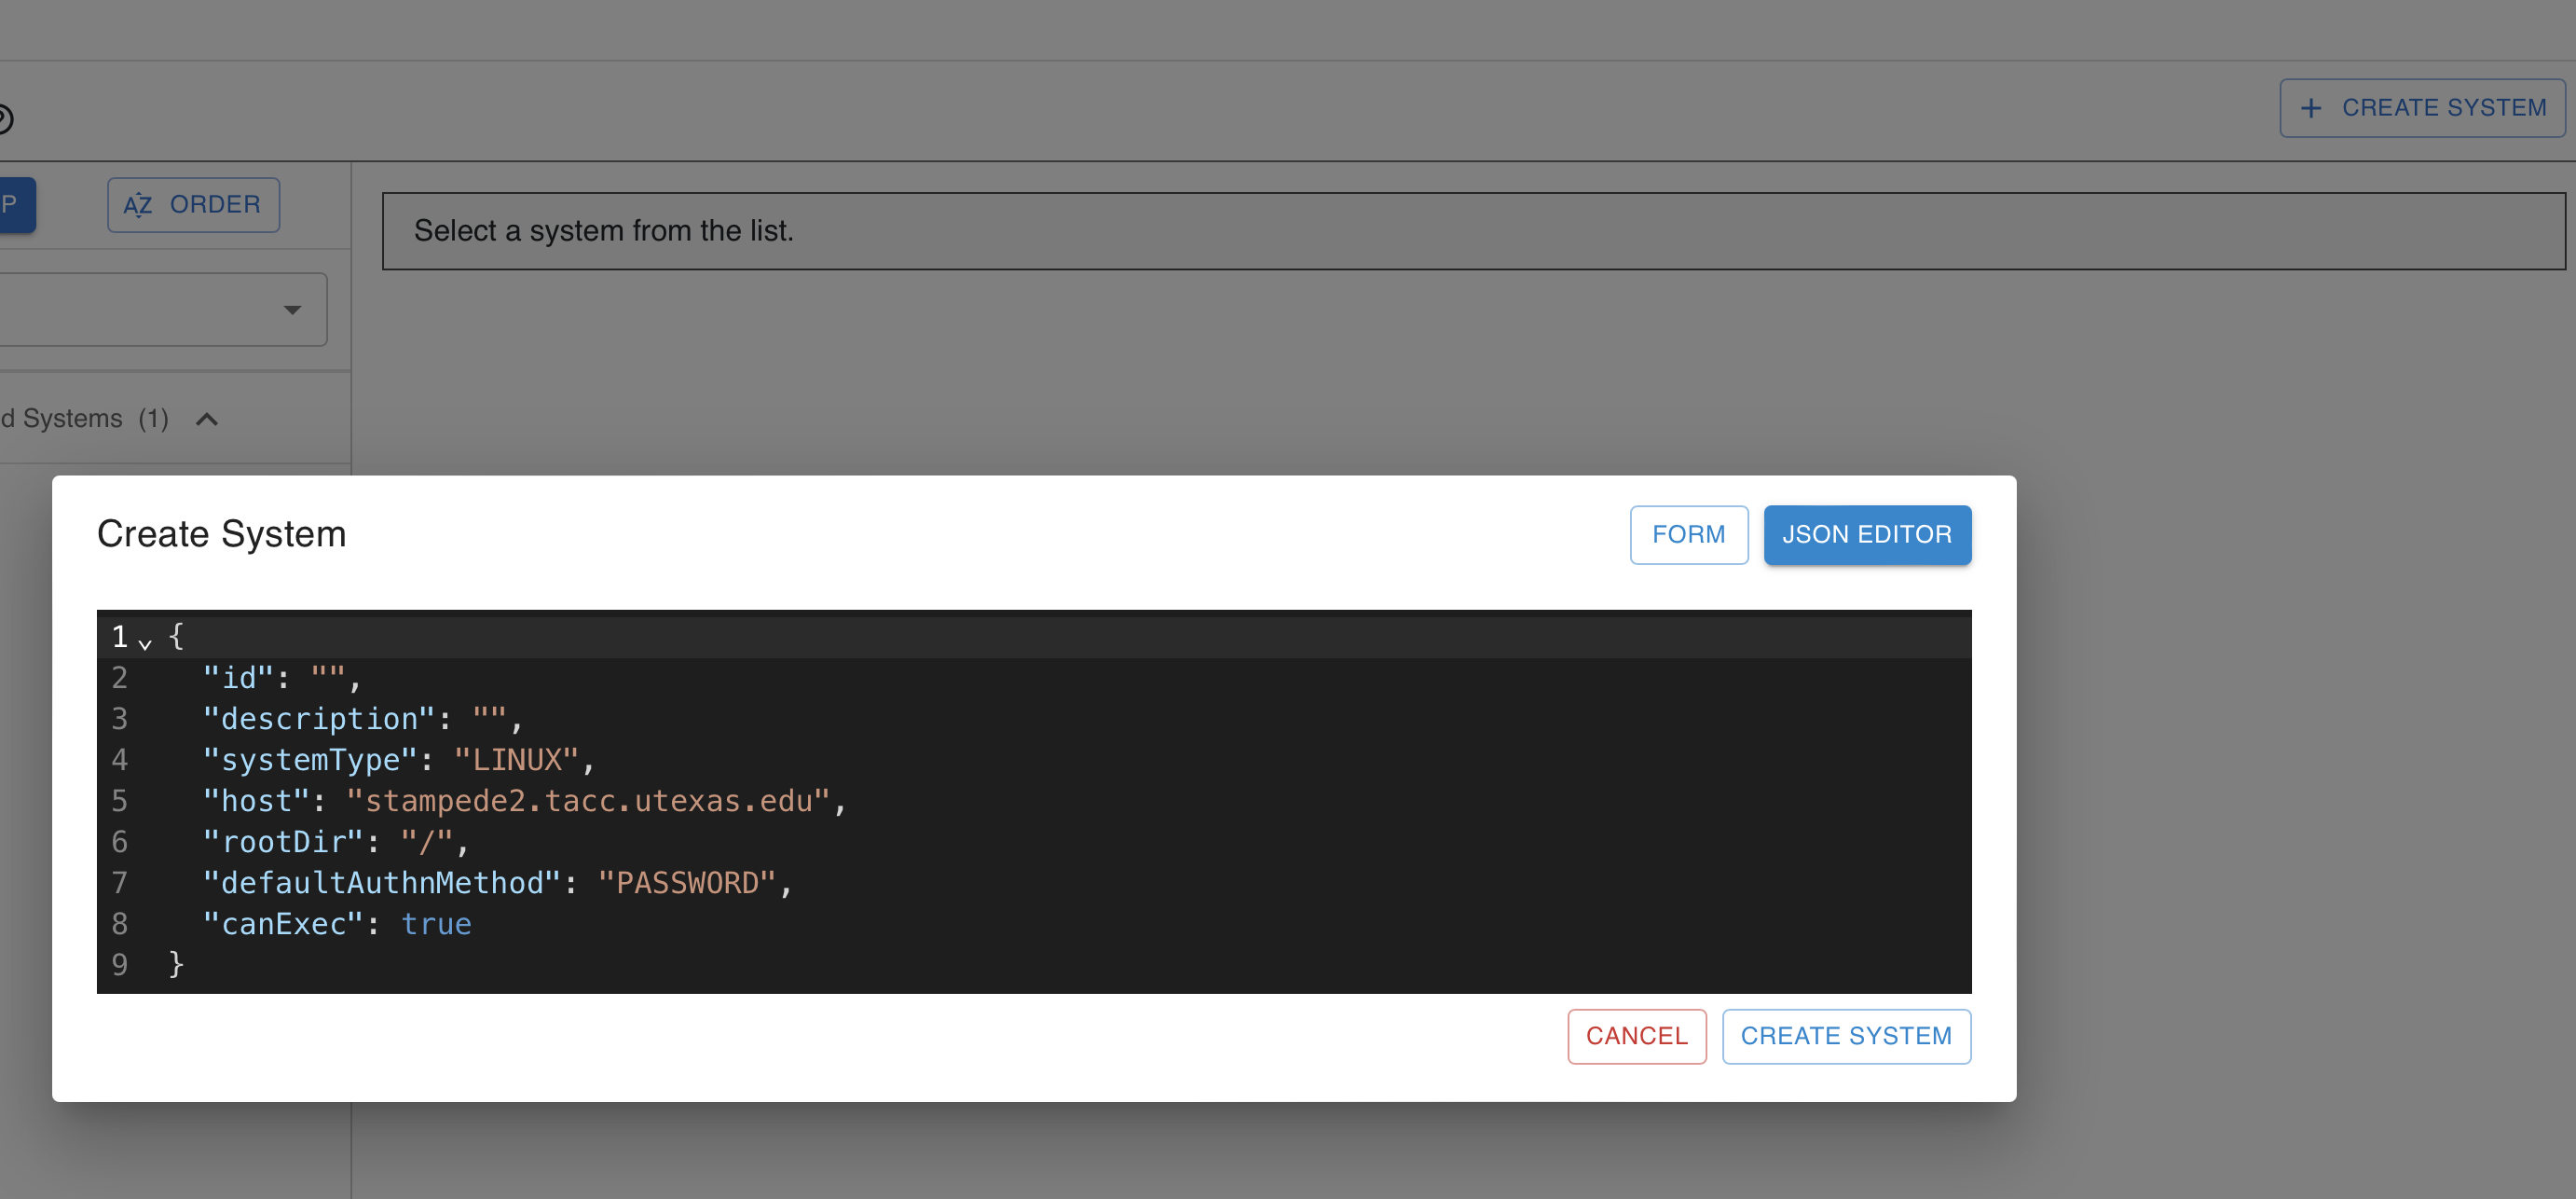 + CREATE SYSTEM
P
AZ ORDER
Select a system from the list.
d Systems (1)
Create System
FORM
JSON EDITOR
1 {
2 "id": "",
3 "description": "",
4 "systemType": "LINUX",
5 "host": "stampede2.tacc.utexas.edu",
6 "rootDir": "/",
7 "defaultAuthnMethod": "PASSWORD",
8 "canExec": true
9 }
CANCEL
CREATE SYSTEM